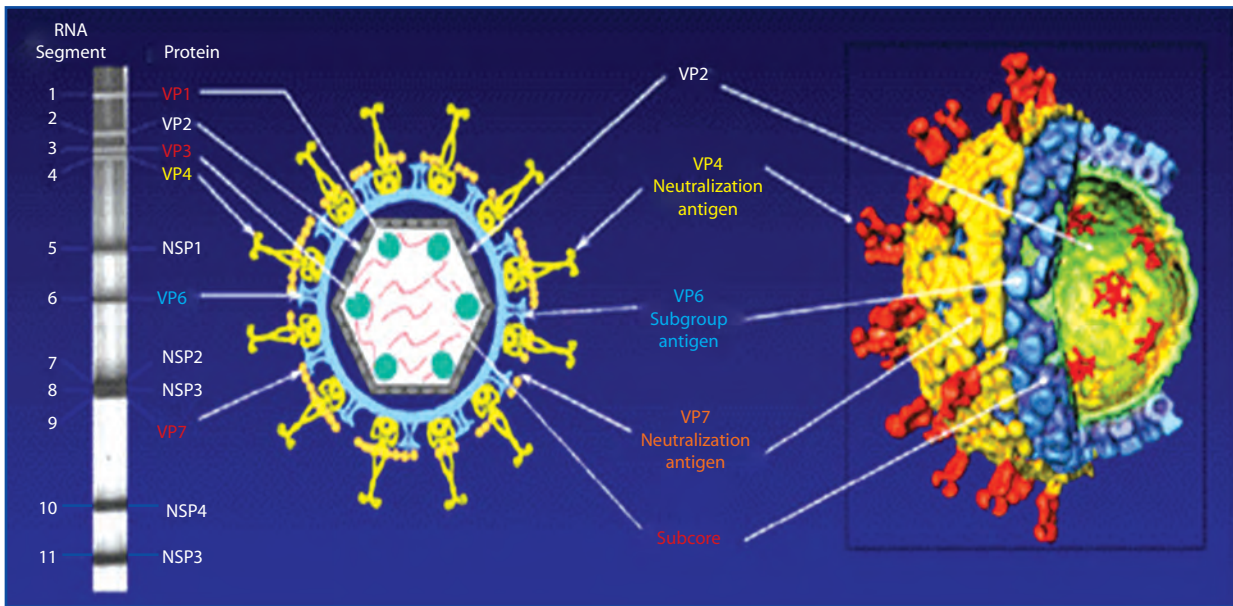 RNA
Segment
Protein
1
VP1
2
VP2
3
VP3
4
VP4
5
NSP1
6
VP6
7
NSP2
8
NSP3
9
VP7
10
NSP4
11
NSP3
VP2
VP4
Neutralization
antigen
VP6
Subgroup
antigen
VP7
Neutralization
antigen
Subcore